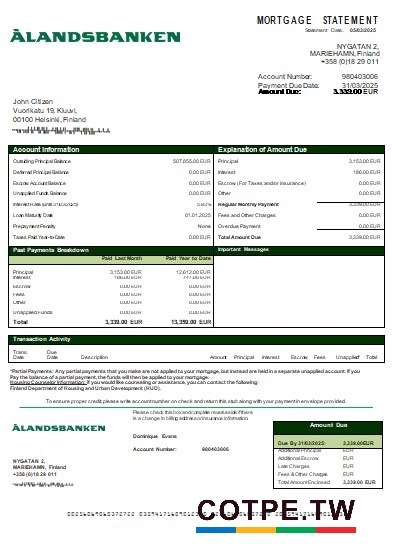 MORTGAGE STATEMENT
Statement Date: 05/03/2025
ÅLANDSBANKEN
NYGATAN 2,
MARIEHAMN, Finland
+358 (0)18 29 011
Account Number: 980403006
Payment Due Date: 31/03/2025
Amount Due: 3,339.00 EUR
John Citizen
Vuorikatu 19, Kluuvi,
00100 Helsinki, Finland
Account Information
Outstanding Principal Balance 507,855.00 EUR
Deferred Principal Balance 0.00 EUR
Escrow Account Balance 0.00 EUR
Unapplied Funds Balance 0.00 EUR
Interest Rate (until 31/03/2025)
Loan Maturity Date 01.01.2025
Prepayment Penalty None
Taxes Paid Year-to-Date 0.00 EUR
Explanation of Amount Due
Principal 3,153.00 EUR
Interest 186.00 EUR
Escrow (For Taxes and/or Insurance) 0.00 EUR
Other 0.00 EUR
Regular Monthly Payment 3,339.00 EUR
Fees and Other Charges 0.00 EUR
Overdue Payment 0.00 EUR
Total Amount Due 3,339.00 EUR
Past Payments Breakdown
Paid Last Month Paid Year to Date
Principal 3,153.00 EUR 12,612.00 EUR
Interest 186.00 EUR 747.00 EUR
Escrow 0.00 EUR 0.00 EUR
Fees 0.00 EUR 0.00 EUR
Other 0.00 EUR 0.00 EUR
Unapplied Funds 0.00 EUR 0.00 EUR
Total 3,339.00 EUR 13,359.00 EUR
Important Messages
Transaction Activity
Trans. Date Due Date Description Amount Principal Interest Escrow Fees Unapplied* Total
*Partial Payments: Any partial payments that you make are not applied to your mortgage, but instead are held in a separate unapplied account. If you
Pay the balance of a partial payment, the funds will then be applied to your mortgage.
Housing Counselor Information: If you would like counseling or assistance, you can contact the following:
Finland Department of Housing and Urban Development (HUD).
To ensure proper credit please write account number on check and return this stub along with your payment in envelope provided.
Please check this box and complete reverse side if there
is a change in billing address or insurance information
ÅLANDSBANKEN
Dominique Evans
Account Number: 980403006
NYGATAN 2,
MARIEHAMN, Finland
+358 (0)18 29 011
Amount Due
Due By 31/03/2025: 3,339.00 EUR
Additional Principal EUR
Additional Escrow EUR
Late Charges EUR
Fees and Other Charges EUR
Total Amount Enclosed 3,339.00 EUR
COTPE.TW